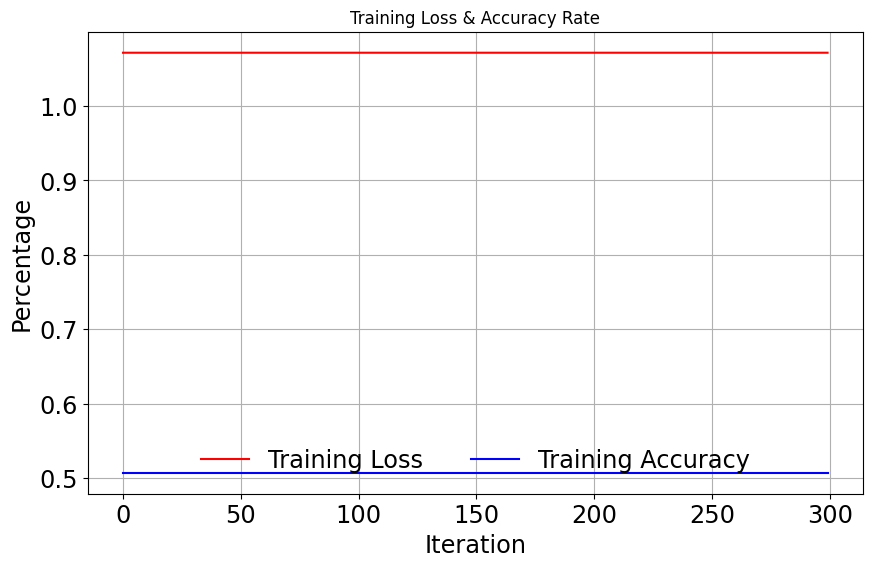 Training Loss & Accuracy Rate
Percentage
1.0
0.9
0.8
0.7
0.6
0.5
Training Loss Training Accuracy
0 50 100 150 200 250 300
Iteration